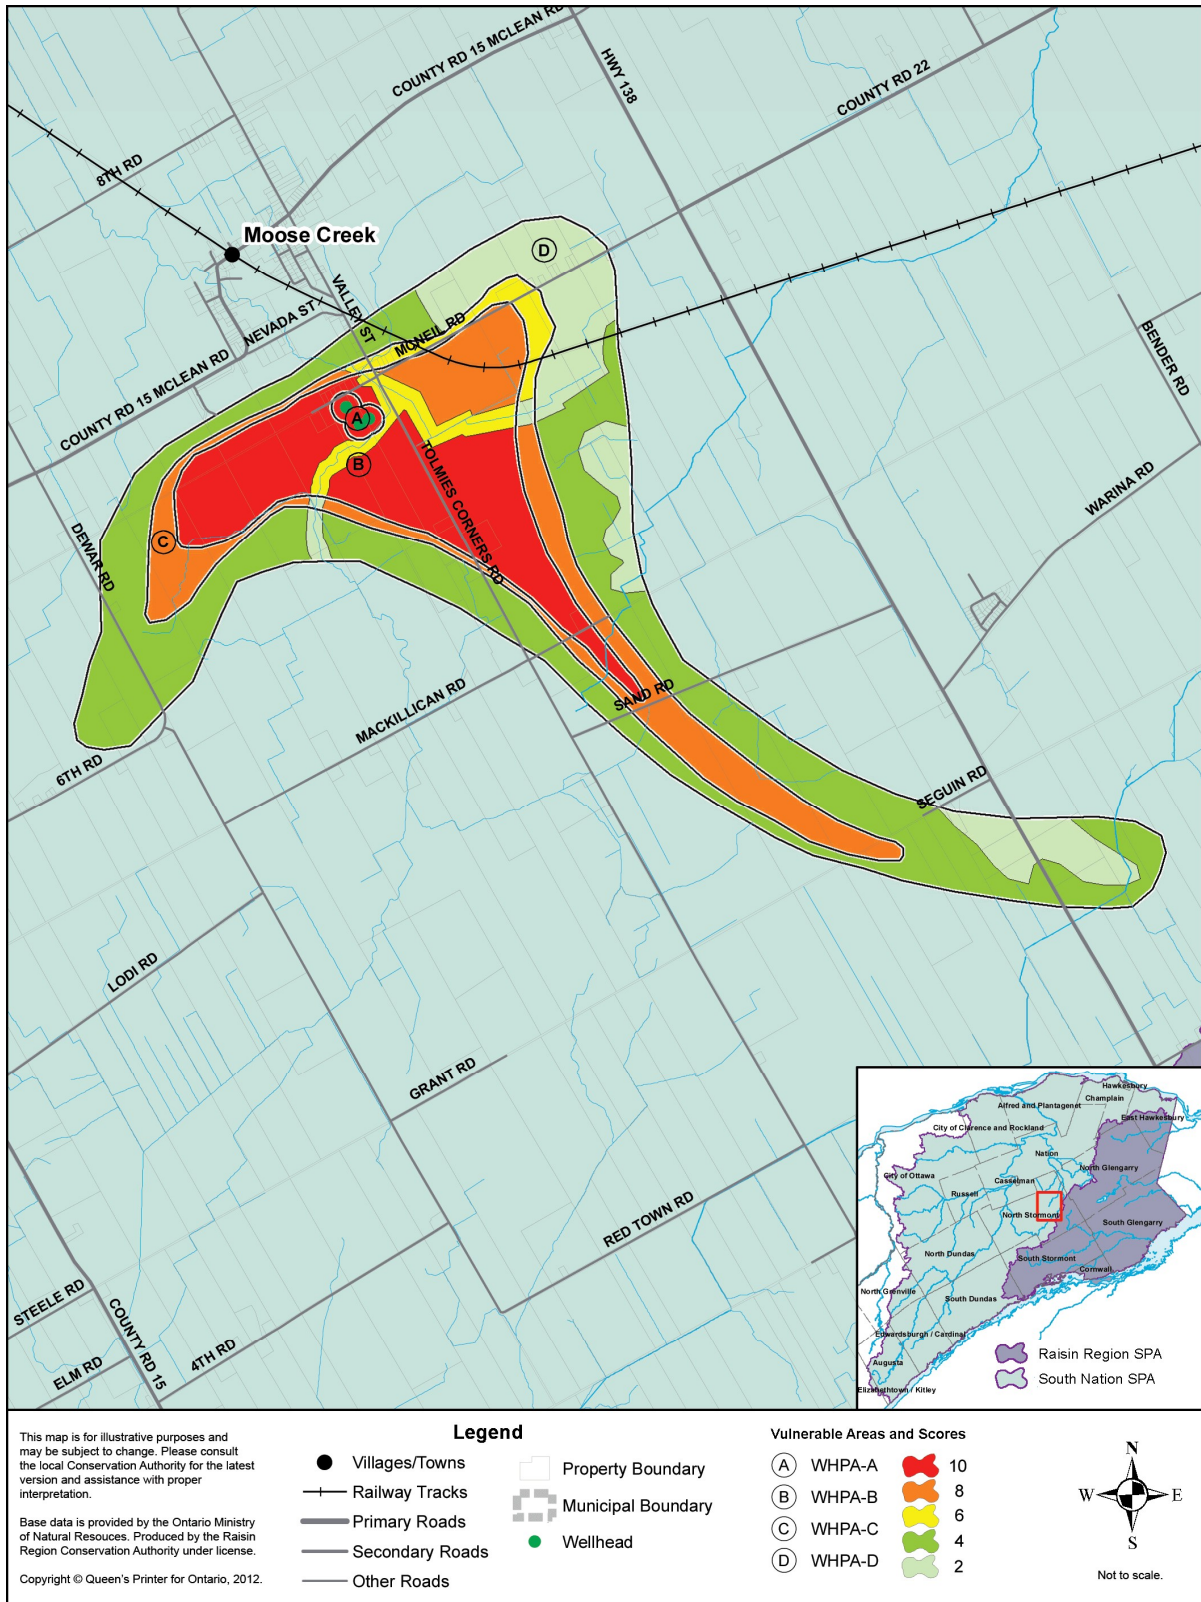 COUNTY RD 15 MCLEAN RD
HWY 138
COUNTY RD 22
8TH RD
Moose Creek
D
VALLEY ST
NEVADA ST
MCNEIL RD
BENDER RD
COUNTY RD 15 MCLEAN RD
A
B
TOLMIES CORNERS RD
WARINA RD
C
DEWAR RD
MACKILLICAN RD
SAND RD
6TH RD
SEGUIN RD
LODI RD
GRANT RD
RED TOWN RD
STEELE RD
COUNTY RD 15
4TH RD
ELM RD
Hawkesbury
Champlain
Alfred and Plantagenet
East Hawkesbury
City of Clarence and Rockland
Nation
North Glengarry
City of Ottawa
Casselman
Russell
North Stormont
South Glengarry
North Dundas
South Stormont
Cornwall
North Grenville
South Dundas
Edwardsburgh / Cardinal
Augusta
Elizabethtown / Kitley
Raisin Region SPA
South Nation SPA
This map is for illustrative purposes and
may be subject to change. Please consult
the local Conservation Authority for the latest
version and assistance with proper
interpretation.
Base data is provided by the Ontario Ministry
of Natural Resouces. Produced by the Raisin
Region Conservation Authority under license.
Copyright © Queen's Printer for Ontario, 2012.
Legend
Villages/Towns
Railway Tracks
Primary Roads
Secondary Roads
Other Roads
Property Boundary
Municipal Boundary
Wellhead
Vulnerable Areas and Scores
A WHPA-A 10
B WHPA-B 8
C WHPA-C 6
D WHPA-D 4
2
N
W E
S
Not to scale.